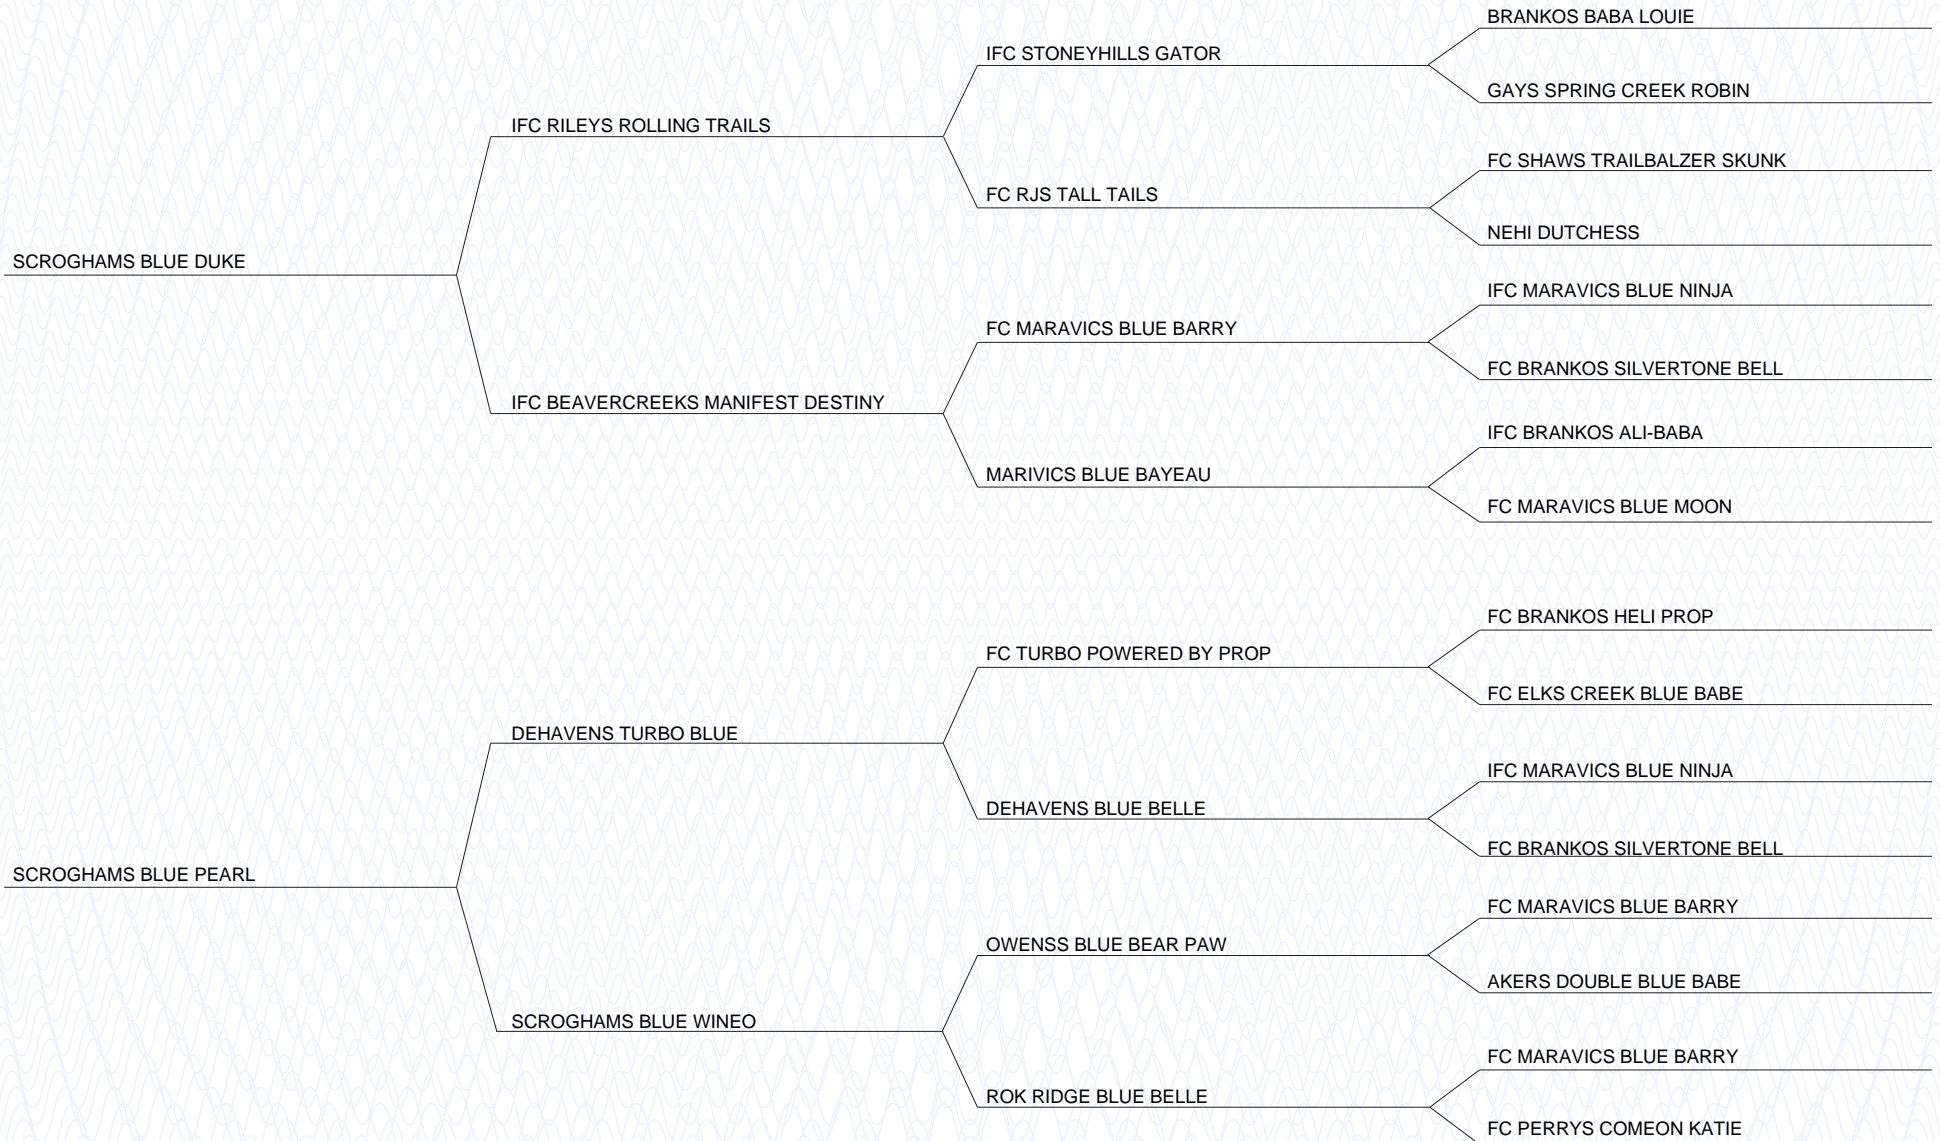 BRANKOS BABA LOUIE
IFC STONEYHILLS GATOR
GAYS SPRING CREEK ROBIN
IFC RILEYS ROLLING TRAILS
FC SHAWS TRAILBALZER SKUNK
FC RJS TALL TAILS
NEHI DUTCHESS
SCROGHAMS BLUE DUKE
IFC MARAVICS BLUE NINJA
FC MARAVICS BLUE BARRY
FC BRANKOS SILVERTONE BELL
IFC BEAVERCREEKS MANIFEST DESTINY
IFC BRANKOS ALI-BABA
MARIVICS BLUE BAYEAU
FC MARAVICS BLUE MOON
FC BRANKOS HELI PROP
FC TURBO POWERED BY PROP
FC ELKS CREEK BLUE BABE
DEHAVENS TURBO BLUE
IFC MARAVICS BLUE NINJA
DEHAVENS BLUE BELLE
FC BRANKOS SILVERTONE BELL
SCROGHAMS BLUE PEARL
FC MARAVICS BLUE BARRY
OWENSS BLUE BEAR PAW
AKERS DOUBLE BLUE BABE
SCROGHAMS BLUE WINEO
FC MARAVICS BLUE BARRY
ROK RIDGE BLUE BELLE
FC PERRYS COMEON KATIE